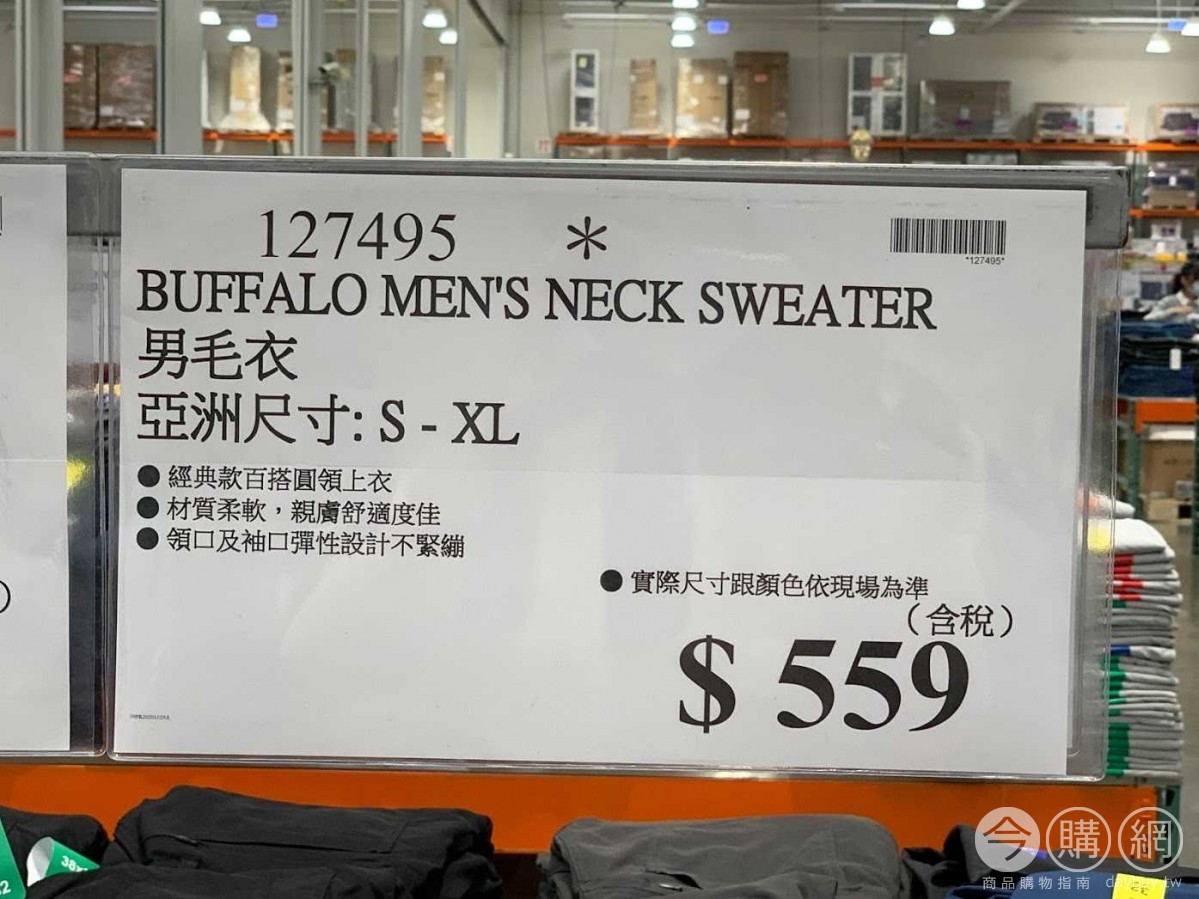 127495 *
*127495*
BUFFALO MEN'S NECK SWEATER
男毛衣
亞洲尺寸: S - XL
● 經典款百搭圓領上衣
● 材質柔軟，親膚舒適度佳
● 領口及袖口彈性設計不緊繃
● 實際尺寸跟顏色依現場為準
（含稅）
$ 559
今購網
商品購物指南